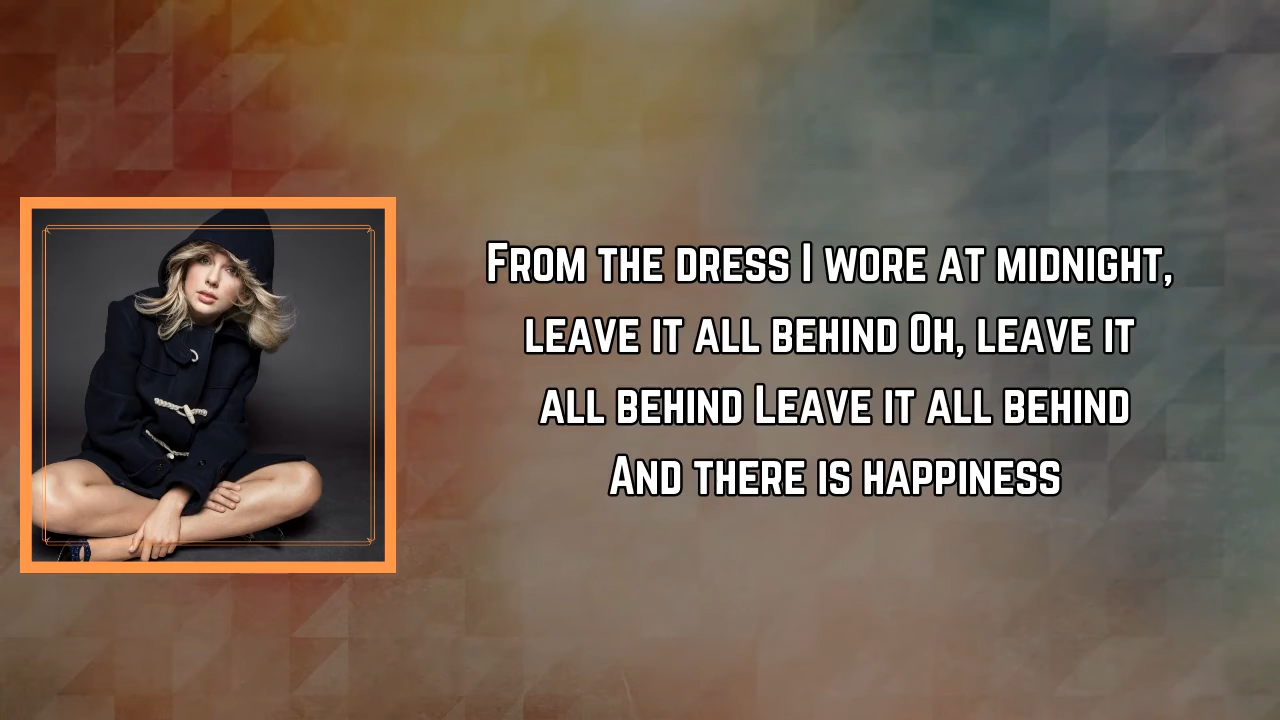 From the dress I wore at midnight,
leave it all behind Oh, leave it
all behind Leave it all behind
And there is happiness